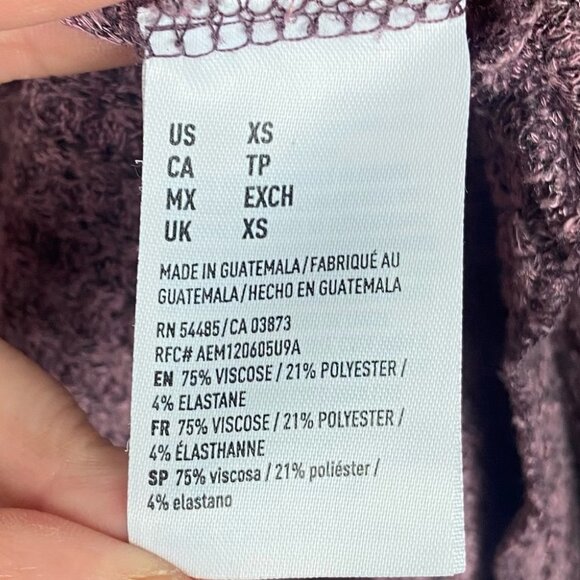 US XS
CA TP
MX EXCH
UK XS
MADE IN GUATEMALA/FABRIQUÉ AU
GUATEMALA/HECHO EN GUATEMALA
RN 54485/CA 03873
RFC# AEM120605U9A
EN 75% VISCOSE / 21% POLYESTER /
4% ELASTANE
FR 75% VISCOSE / 21% POLYESTER /
4% ÉLASTHANNE
SP 75% viscosa / 21% poliéster /
4% elastano